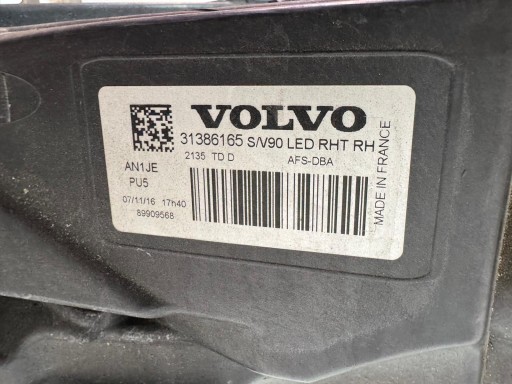 VOLVO
31386165 S/V90 LED RHT RH
2135 TD D AFS-DBA
AN1JE
PU5
07/11/16 17h40
89909568
MADE IN FRANCE